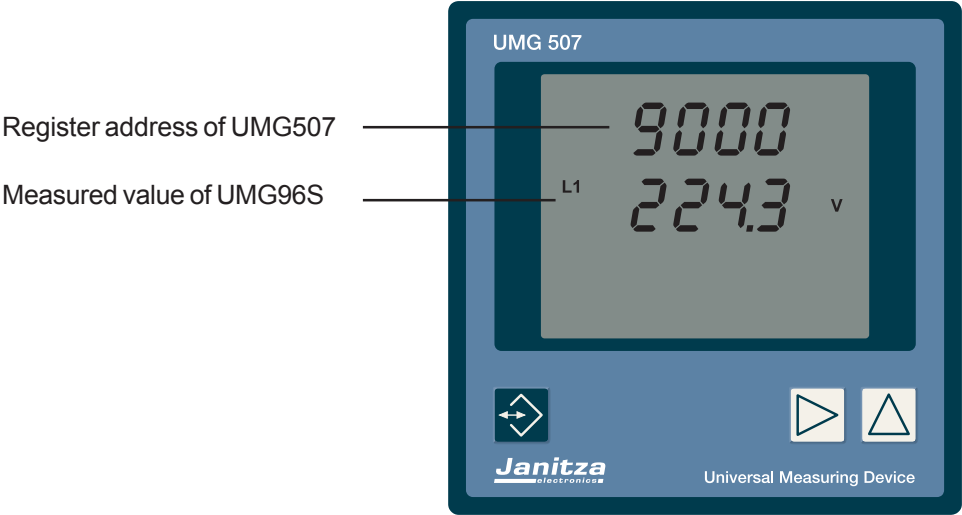 UMG 507
Register address of UMG507
9000
Measured value of UMG96S
L1
224.3
V
Janitza
electronics
Universal Measuring Device